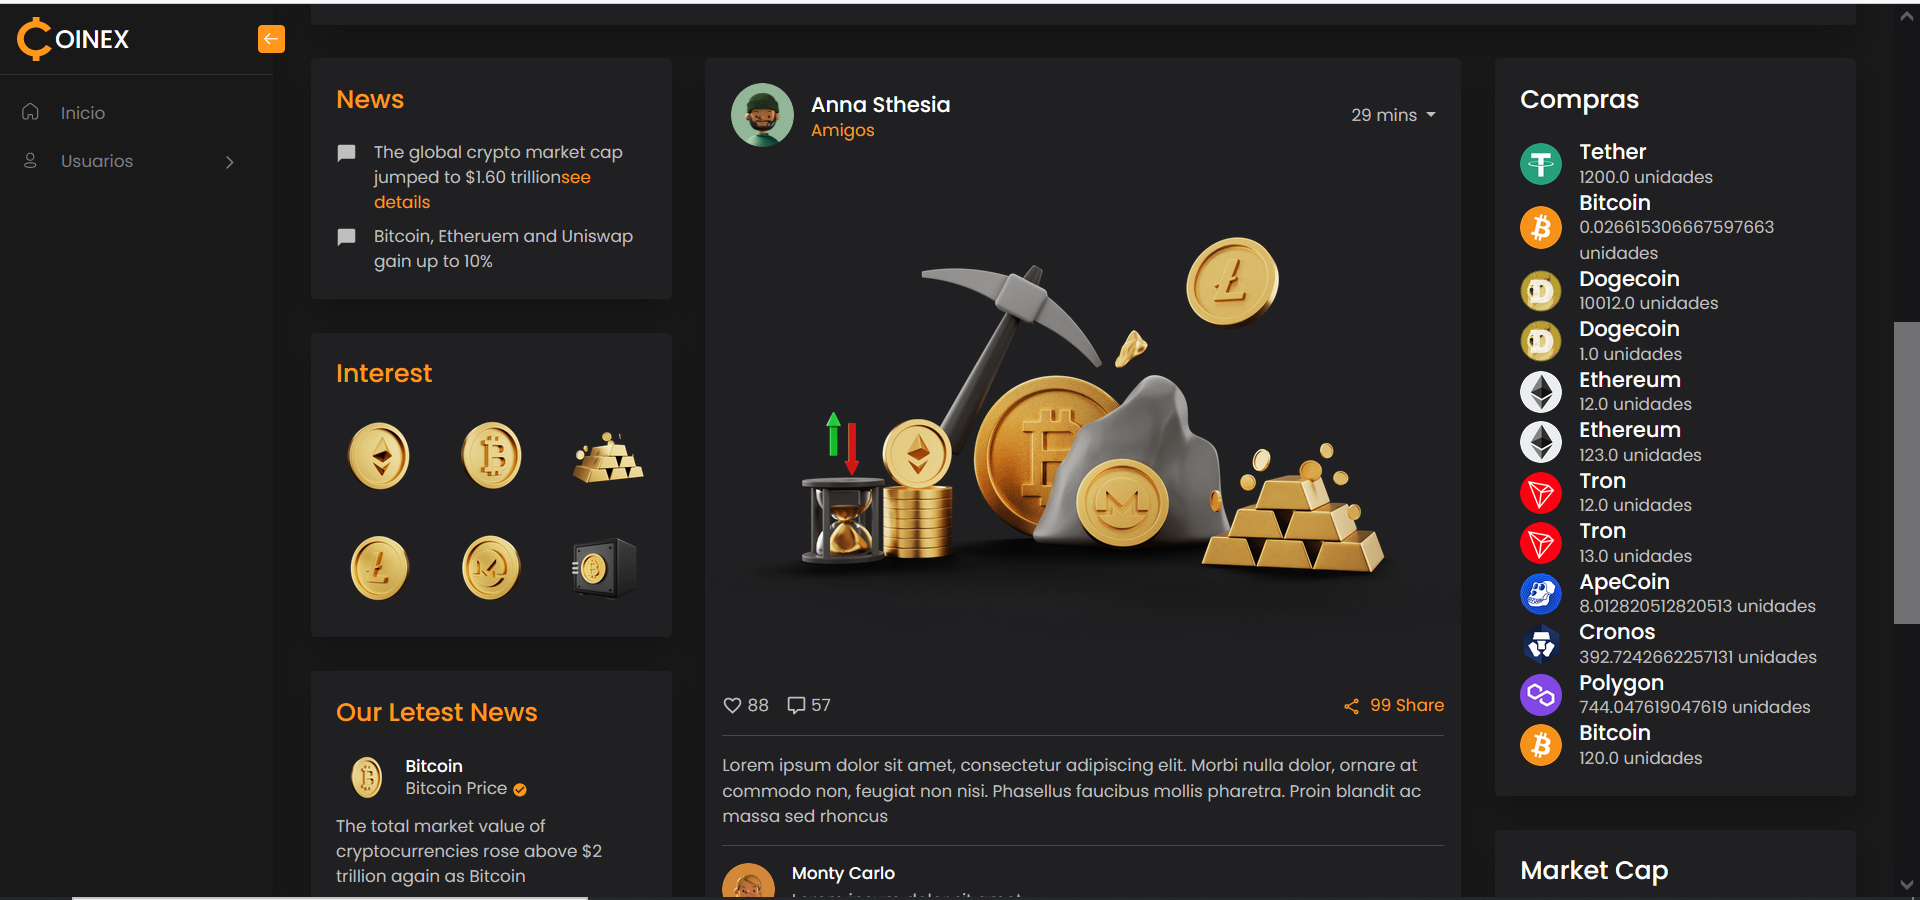 OINEX
Inicio
Usuarios
News
The global crypto market cap
jumped to $1.60 trillionsee
details
Bitcoin, Etheruem and Uniswap
gain up to 10%
Interest
Our Letest News
Bitcoin
Bitcoin Price
The total market value of
cryptocurrencies rose above $2
trillion again as Bitcoin
Anna Sthesia
Amigos
29 mins
88
57
99 Share
Lorem ipsum dolor sit amet, consectetur adipiscing elit. Morbi nulla dolor, ornare at
commodo non, feugiat non nisi. Phasellus faucibus mollis pharetra. Proin blandit ac
massa sed rhoncus
Monty Carlo
Lorem ipsum dolor sit amet
Compras
Tether
1200.0 unidades
Bitcoin
0.026615306667597663
unidades
Dogecoin
10012.0 unidades
Dogecoin
1.0 unidades
Ethereum
12.0 unidades
Ethereum
123.0 unidades
Tron
12.0 unidades
Tron
13.0 unidades
ApeCoin
8.012820512820513 unidades
Cronos
392.7242662257131 unidades
Polygon
744.047619047619 unidades
Bitcoin
120.0 unidades
Market Cap